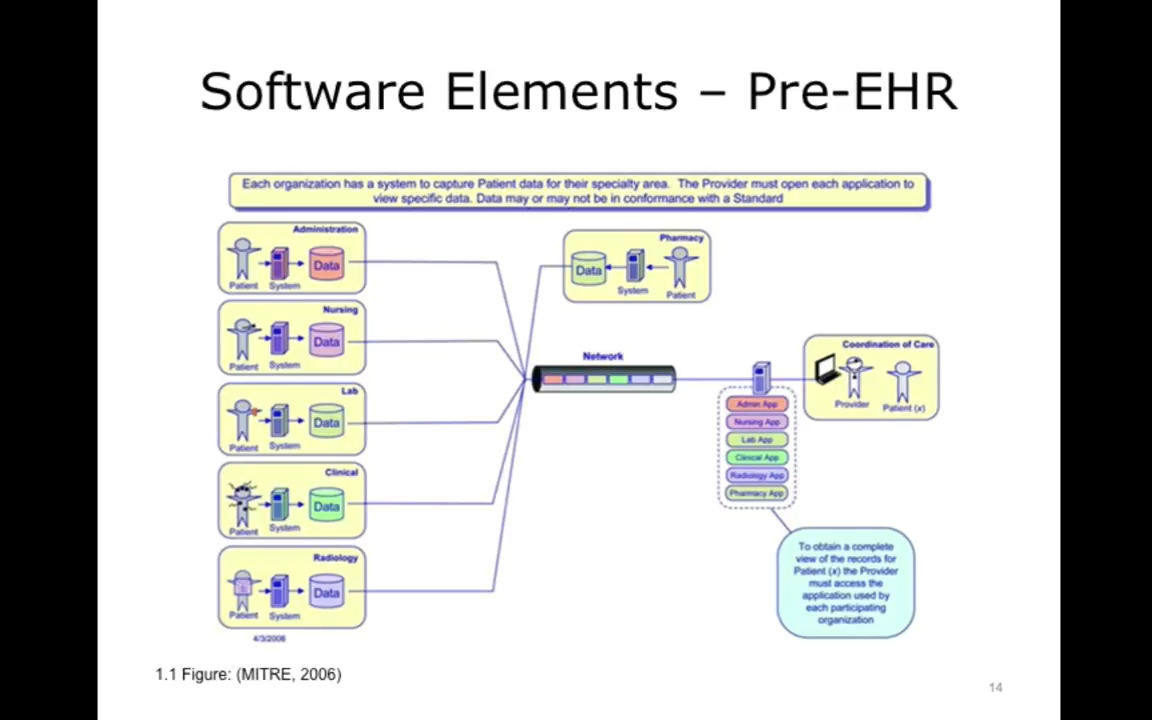 Software Elements – Pre-EHR
Each organization has a system to capture Patient data for their specialty area. The Provider must open each application to
view specific data. Data may or may not be in conformance with a Standard
Administration
Data
Patient System
Nursing
Data
Patient System
Lab
Data
Patient System
Clinical
Data
Patient System
Radiology
Data
Patient System
4/3/2006
Pharmacy
Data
System
Patient
Network
Coordination of Care
Provider
Patient (x)
Admin App
Nursing App
Lab App
Clinical App
Radiology App
Pharmacy App
To obtain a complete
view of the records for
Patient (x) the Provider
must access the
application used by
each participating
organization
1.1 Figure: (MITRE, 2006)
14